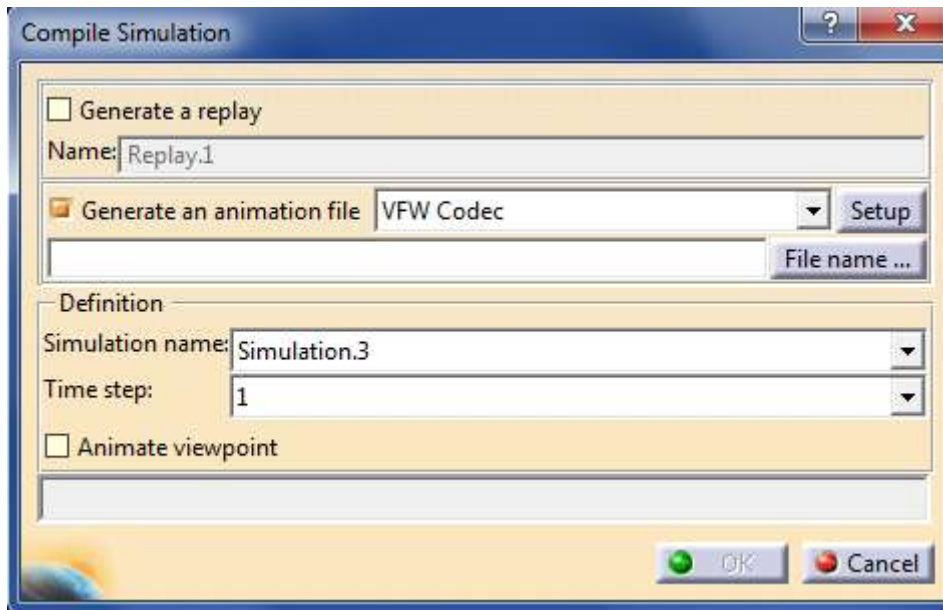 Compile Simulation
?
Generate a replay
Name: Replay.1
Generate an animation file VFW Codec Setup
File name ...
Definition
Simulation name: Simulation.3
Time step: 1
Animate viewpoint
OK Cancel